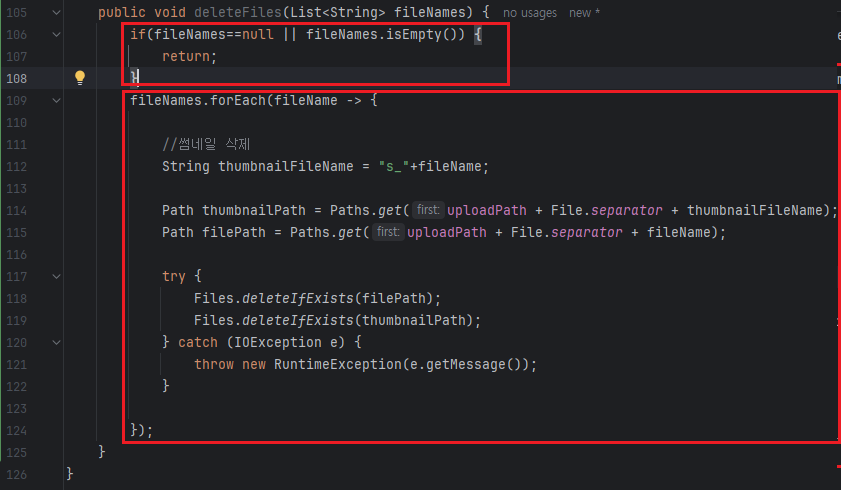 105 public void deleteFiles(List<String> fileNames) { no usages new *
106 if(fileNames==null || fileNames.isEmpty()) {
107 return;
108 }
109 fileNames.forEach(fileName -> {
110
111 //썸네일 삭제
112 String thumbnailFileName = "s_"+fileName;
113
114 Path thumbnailPath = Paths.get( first: uploadPath + File.separator + thumbnailFileName);
115 Path filePath = Paths.get( first: uploadPath + File.separator + fileName);
116
117 try {
118 Files.deleteIfExists(filePath);
119 Files.deleteIfExists(thumbnailPath);
120 } catch (IOException e) {
121 throw new RuntimeException(e.getMessage());
122 }
123
124 });
125 }
126 }